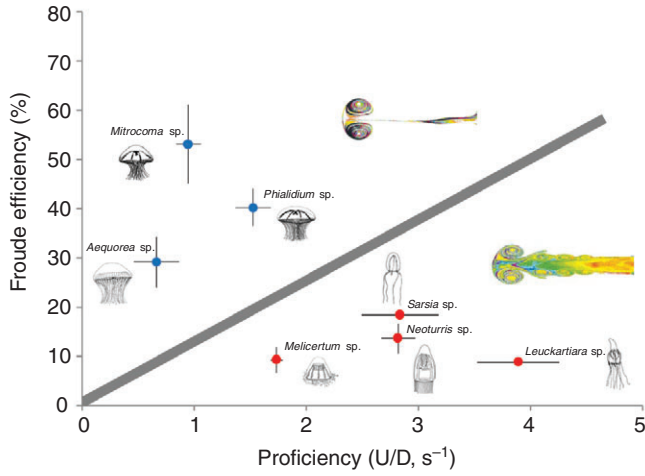 80
70
60
50
40
30
20
10
0
Froude efficiency (%)
Mitrocoma sp.
Phialidium sp.
Aequorea sp.
Sarsia sp.
Neoturris sp.
Melicertum sp.
Leuckartiara sp.
0 1 2 3 4 5
Proficiency (U/D, s⁻¹)